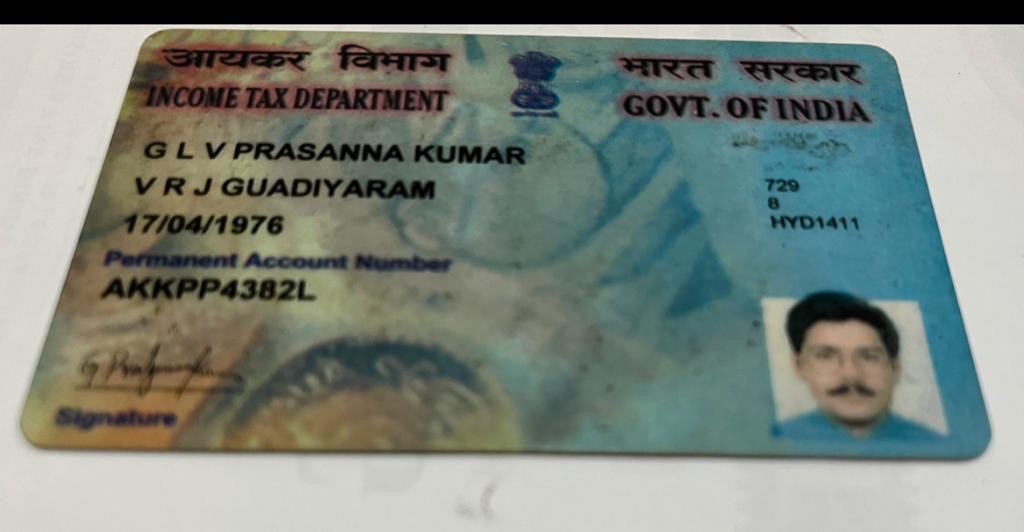 आयकर विभाग
INCOME TAX DEPARTMENT
भारत सरकार
GOVT. OF INDIA
G L V PRASANNA KUMAR
V R J GUADIYARAM
17/04/1976
Permanent Account Number
AKKPP4382L
Signature
729
8
HYD1411